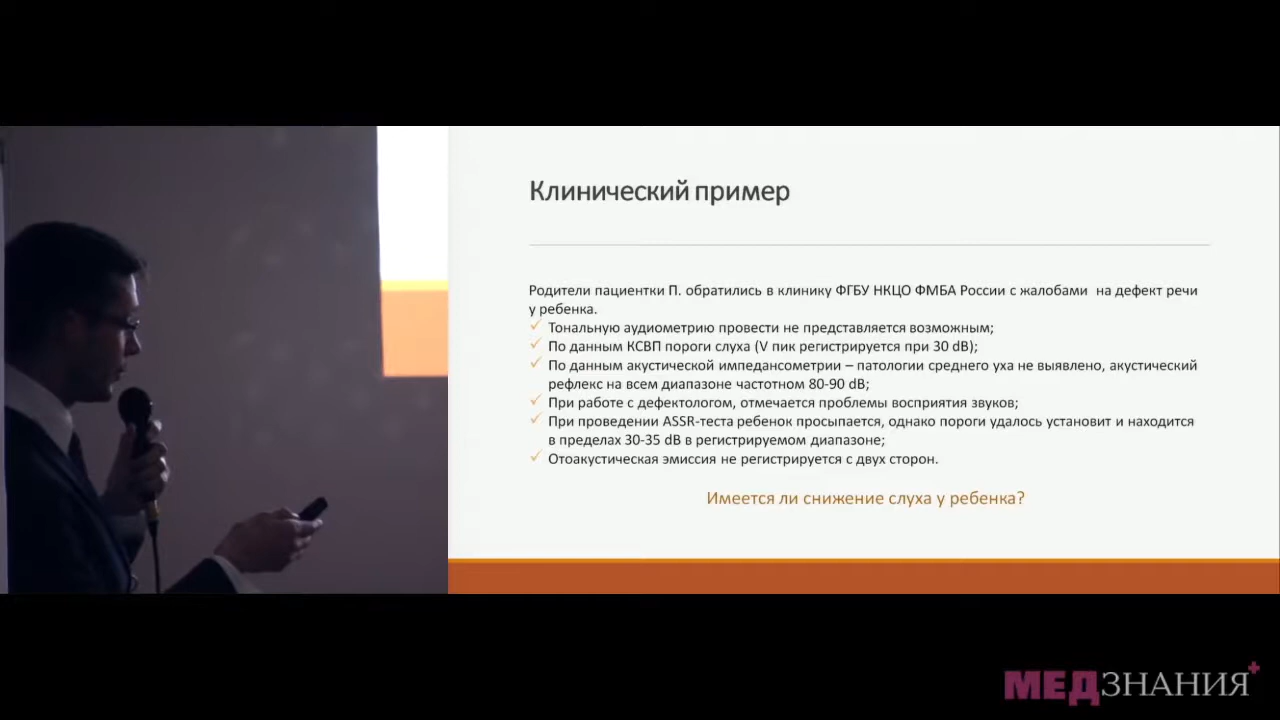 Клинический пример
Родители пациентки П. обратились в клинику ФГБУ НКЦО ФМБА России с жалобами на дефект речи
у ребенка.
Тональную аудиометрию провести не представляется возможным;
По данным КСВП пороги слуха (V пик регистрируется при 30 dB);
По данным акустической импедансометрии – патологии среднего уха не выявлено, акустический
рефлекс на всем диапазоне частотном 80-90 dB;
При работе с дефектологом, отмечается проблемы восприятия звуков;
При проведении ASSR-теста ребенок просыпается, однако пороги удалось установит и находится
в пределах 30-35 dB в регистрируемом диапазоне;
Отоакустическая эмиссия не регистрируется с двух сторон.
Имеется ли снижение слуха у ребенка?
МЕДЗНАНИЯ+